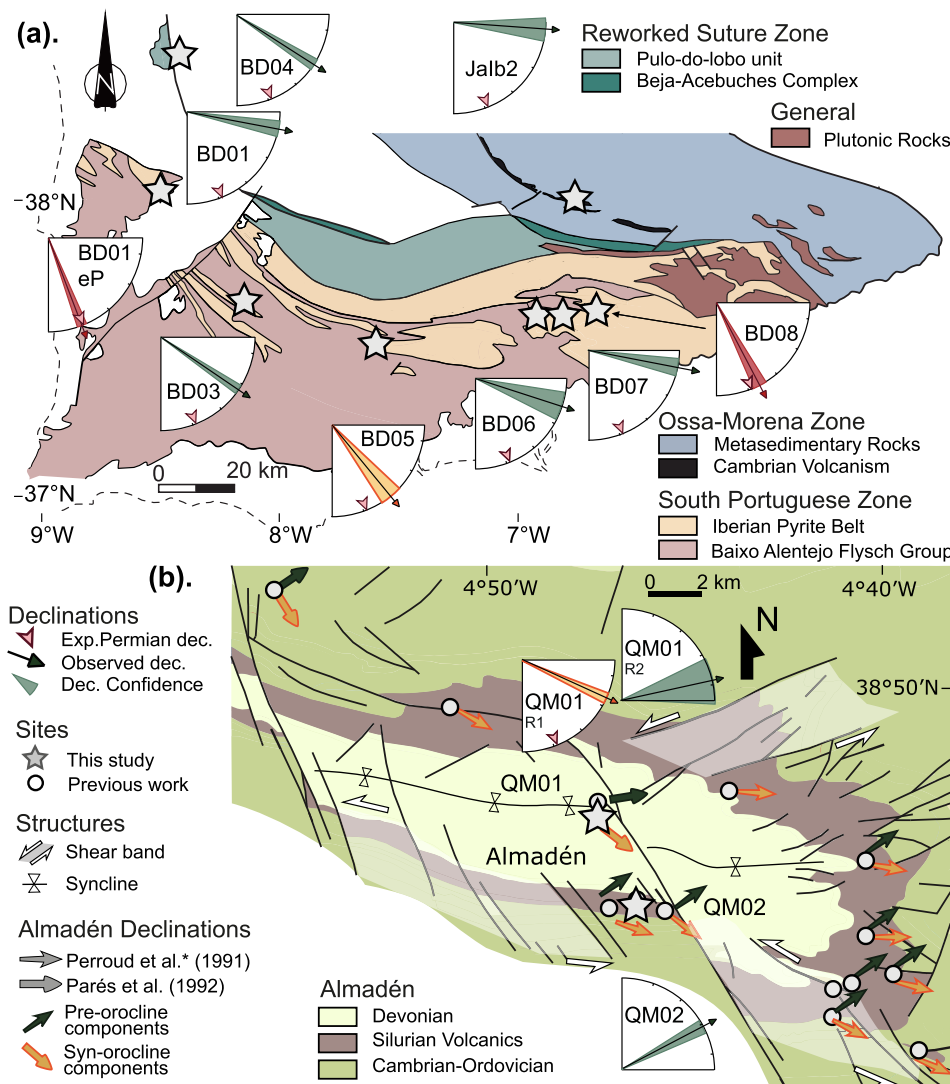 (a).
N
BD04
Jalb2
Reworked Suture Zone
Pulo-do-lobo unit
Beja-Acebuches Complex
General
Plutonic Rocks
BD01
38°N
BD01
eP
BD08
BD03
BD07
BD06
BD05
Ossa-Morena Zone
Metasedimentary Rocks
Cambrian Volcanism
South Portuguese Zone
Iberian Pyrite Belt
Baixo Alentejo Flysch Group
0 20 km
37°N
9°W
8°W
7°W
(b).
4°50'W
0 2 km
4°40'W
Declinations
Exp.Permian dec.
Observed dec.
Dec. Confidence
Sites
This study
Previous work
Structures
Shear band
Syncline
Almadén Declinations
Perroud et al.* (1991)
Parés et al. (1992)
Pre-orocline
components
Syn-orocline
components
N
QM01
R2
QM01
R1
38°50'N
QM01
Almadén
QM02
QM02
Almadén
Devonian
Silurian Volcanics
Cambrian-Ordovician